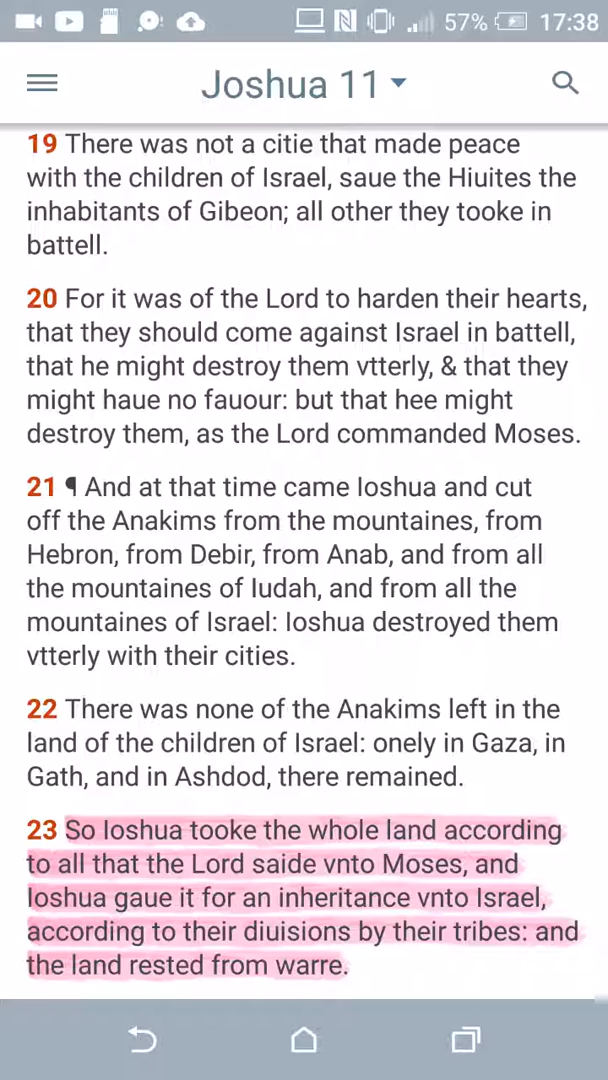 57% 17:38
Joshua 11
19 There was not a citie that made peace
with the children of Israel, saue the Hiuites the
inhabitants of Gibeon; all other they tooke in
battell.
20 For it was of the Lord to harden their hearts,
that they should come against Israel in battell,
that he might destroy them vtterly, & that they
might haue no fauour: but that hee might
destroy them, as the Lord commanded Moses.
21 ¶ And at that time came Ioshua and cut
off the Anakims from the mountaines, from
Hebron, from Debir, from Anab, and from all
the mountaines of Iudah, and from all the
mountaines of Israel: Ioshua destroyed them
vtterly with their cities.
22 There was none of the Anakims left in the
land of the children of Israel: onely in Gaza, in
Gath, and in Ashdod, there remained.
23 So Ioshua tooke the whole land according
to all that the Lord saide vnto Moses, and
Ioshua gaue it for an inheritance vnto Israel,
according to their diuisions by their tribes: and
the land rested from warre.